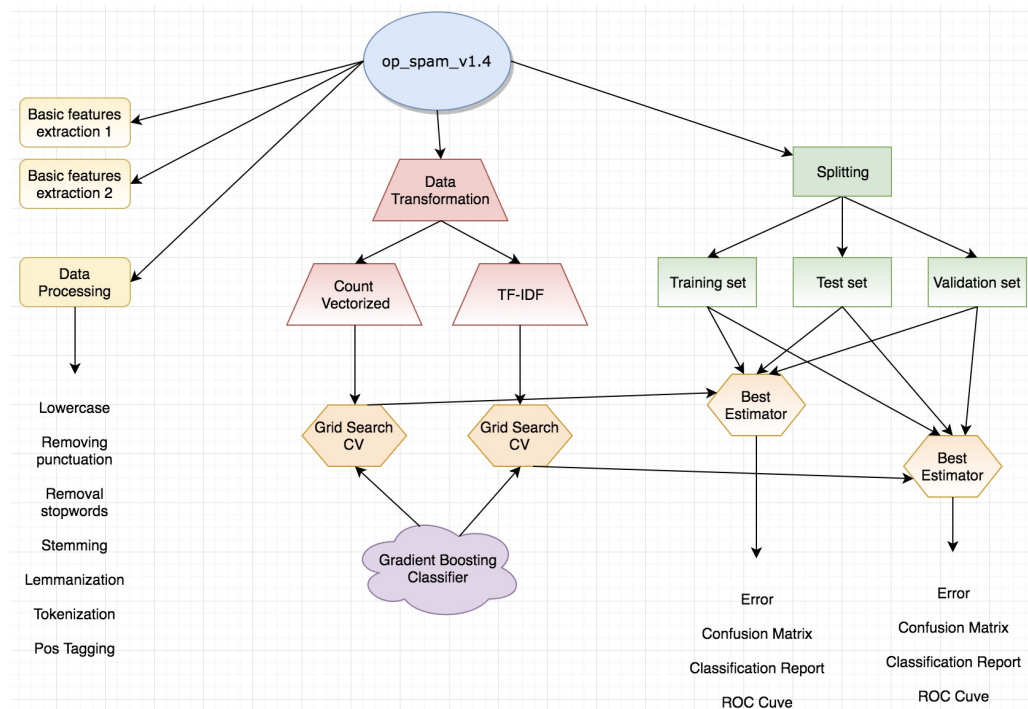 op_spam_v1.4
Basic features
extraction 1
Basic features
extraction 2
Data
Processing
Lowercase
Removing
punctuation
Removal
stopwords
Stemming
Lemmanization
Tokenization
Pos Tagging
Data
Transformation
Count
Vectorized
TF-IDF
Grid Search
CV
Grid Search
CV
Gradient Boosting
Classifier
Splitting
Training set
Test set
Validation set
Best
Estimator
Best
Estimator
Error
Confusion Matrix
Classification Report
ROC Cuve
Error
Confusion Matrix
Classification Report
ROC Cuve